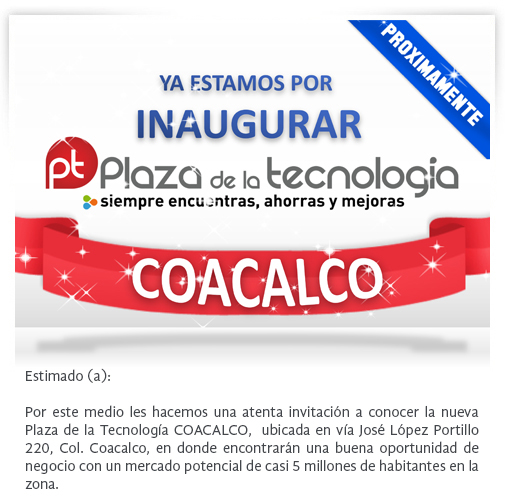 PROXIMAMENTE
YA ESTAMOS POR
INAUGURAR
pt Plaza de la tecnología
siempre encuentras, ahorras y mejoras
COACALCO
Estimado (a):
Por este medio les hacemos una atenta invitación a conocer la nueva
Plaza de la Tecnología COACALCO, ubicada en vía José López Portillo
220, Col. Coacalco, en donde encontrarán una buena oportunidad de
negocio con un mercado potencial de casi 5 millones de habitantes en la
zona.